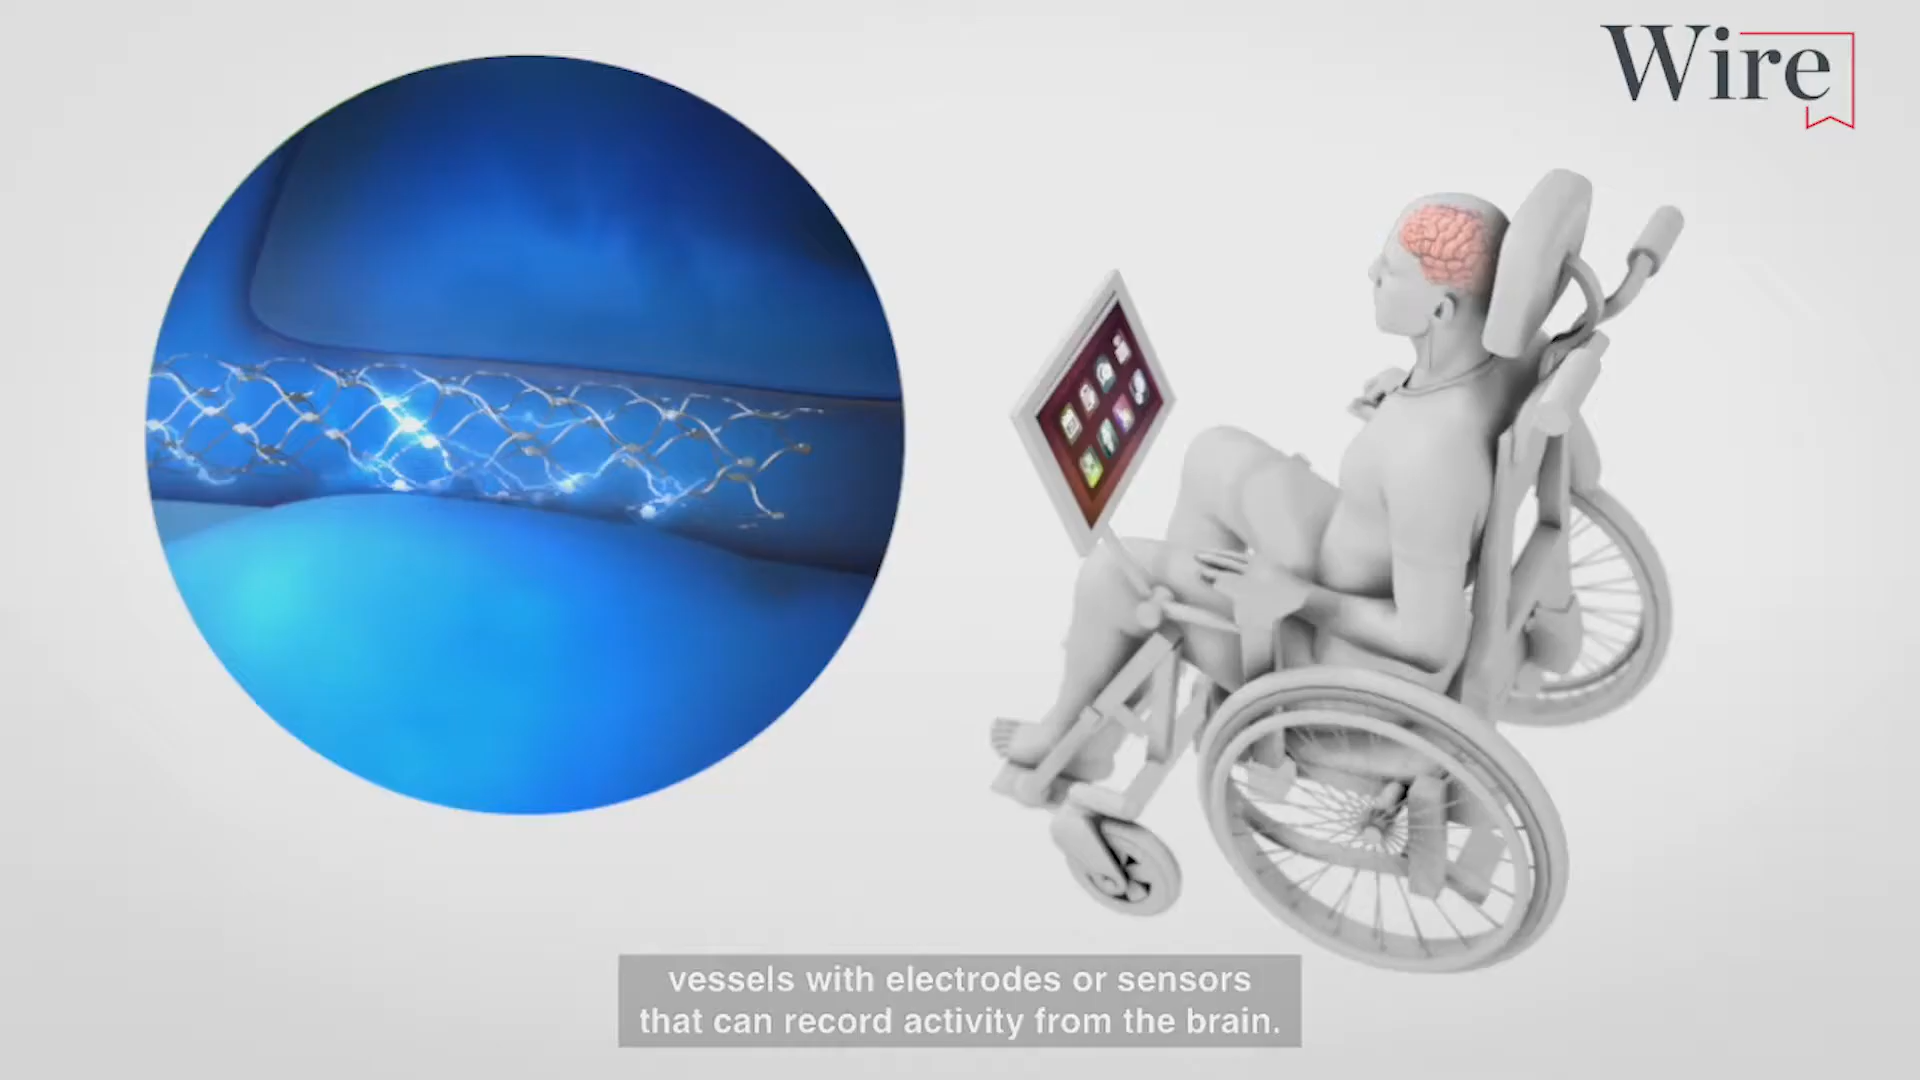 Wire
vessels with electrodes or sensors
that can record activity from the brain.